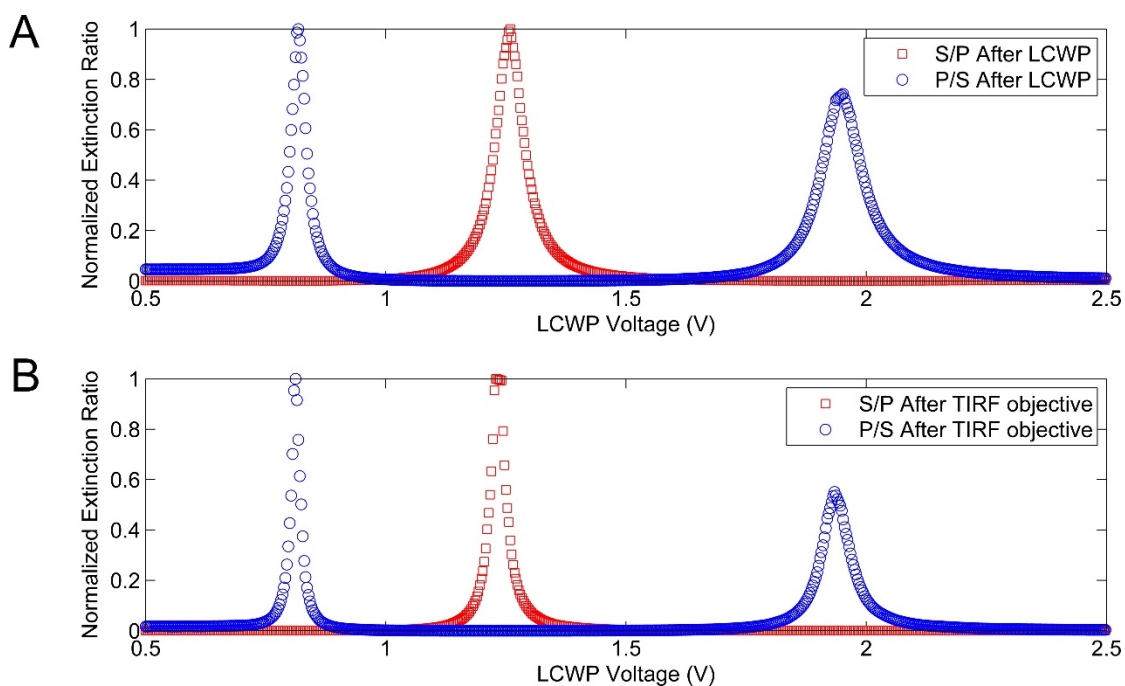 A
Normalized Extinction Ratio
1
0.8
0.6
0.4
0.2
0
S/P After LCWP
P/S After LCWP
0.5 1 1.5 2 2.5
LCWP Voltage (V)
B
Normalized Extinction Ratio
1
0.8
0.6
0.4
0.2
0
S/P After TIRF objective
P/S After TIRF objective
0.5 1 1.5 2 2.5
LCWP Voltage (V)